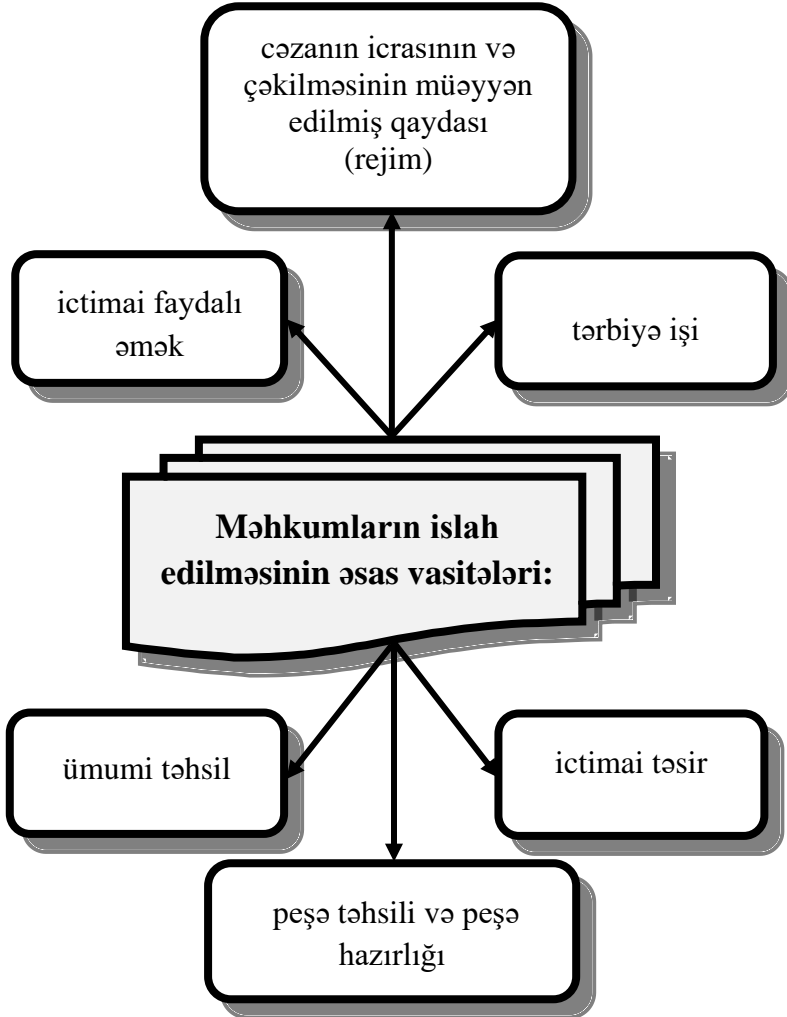 cəzanın icrasının və
çəkilməsinin müəyyən
edilmiş qaydası
(rejim)
ictimai faydalı
əmək
tərbiyə işi
Məhkumların islah
edilməsinin əsas vasitələri:
ümumi təhsil
ictimai təsir
peşə təhsili və peşə
hazırlığı